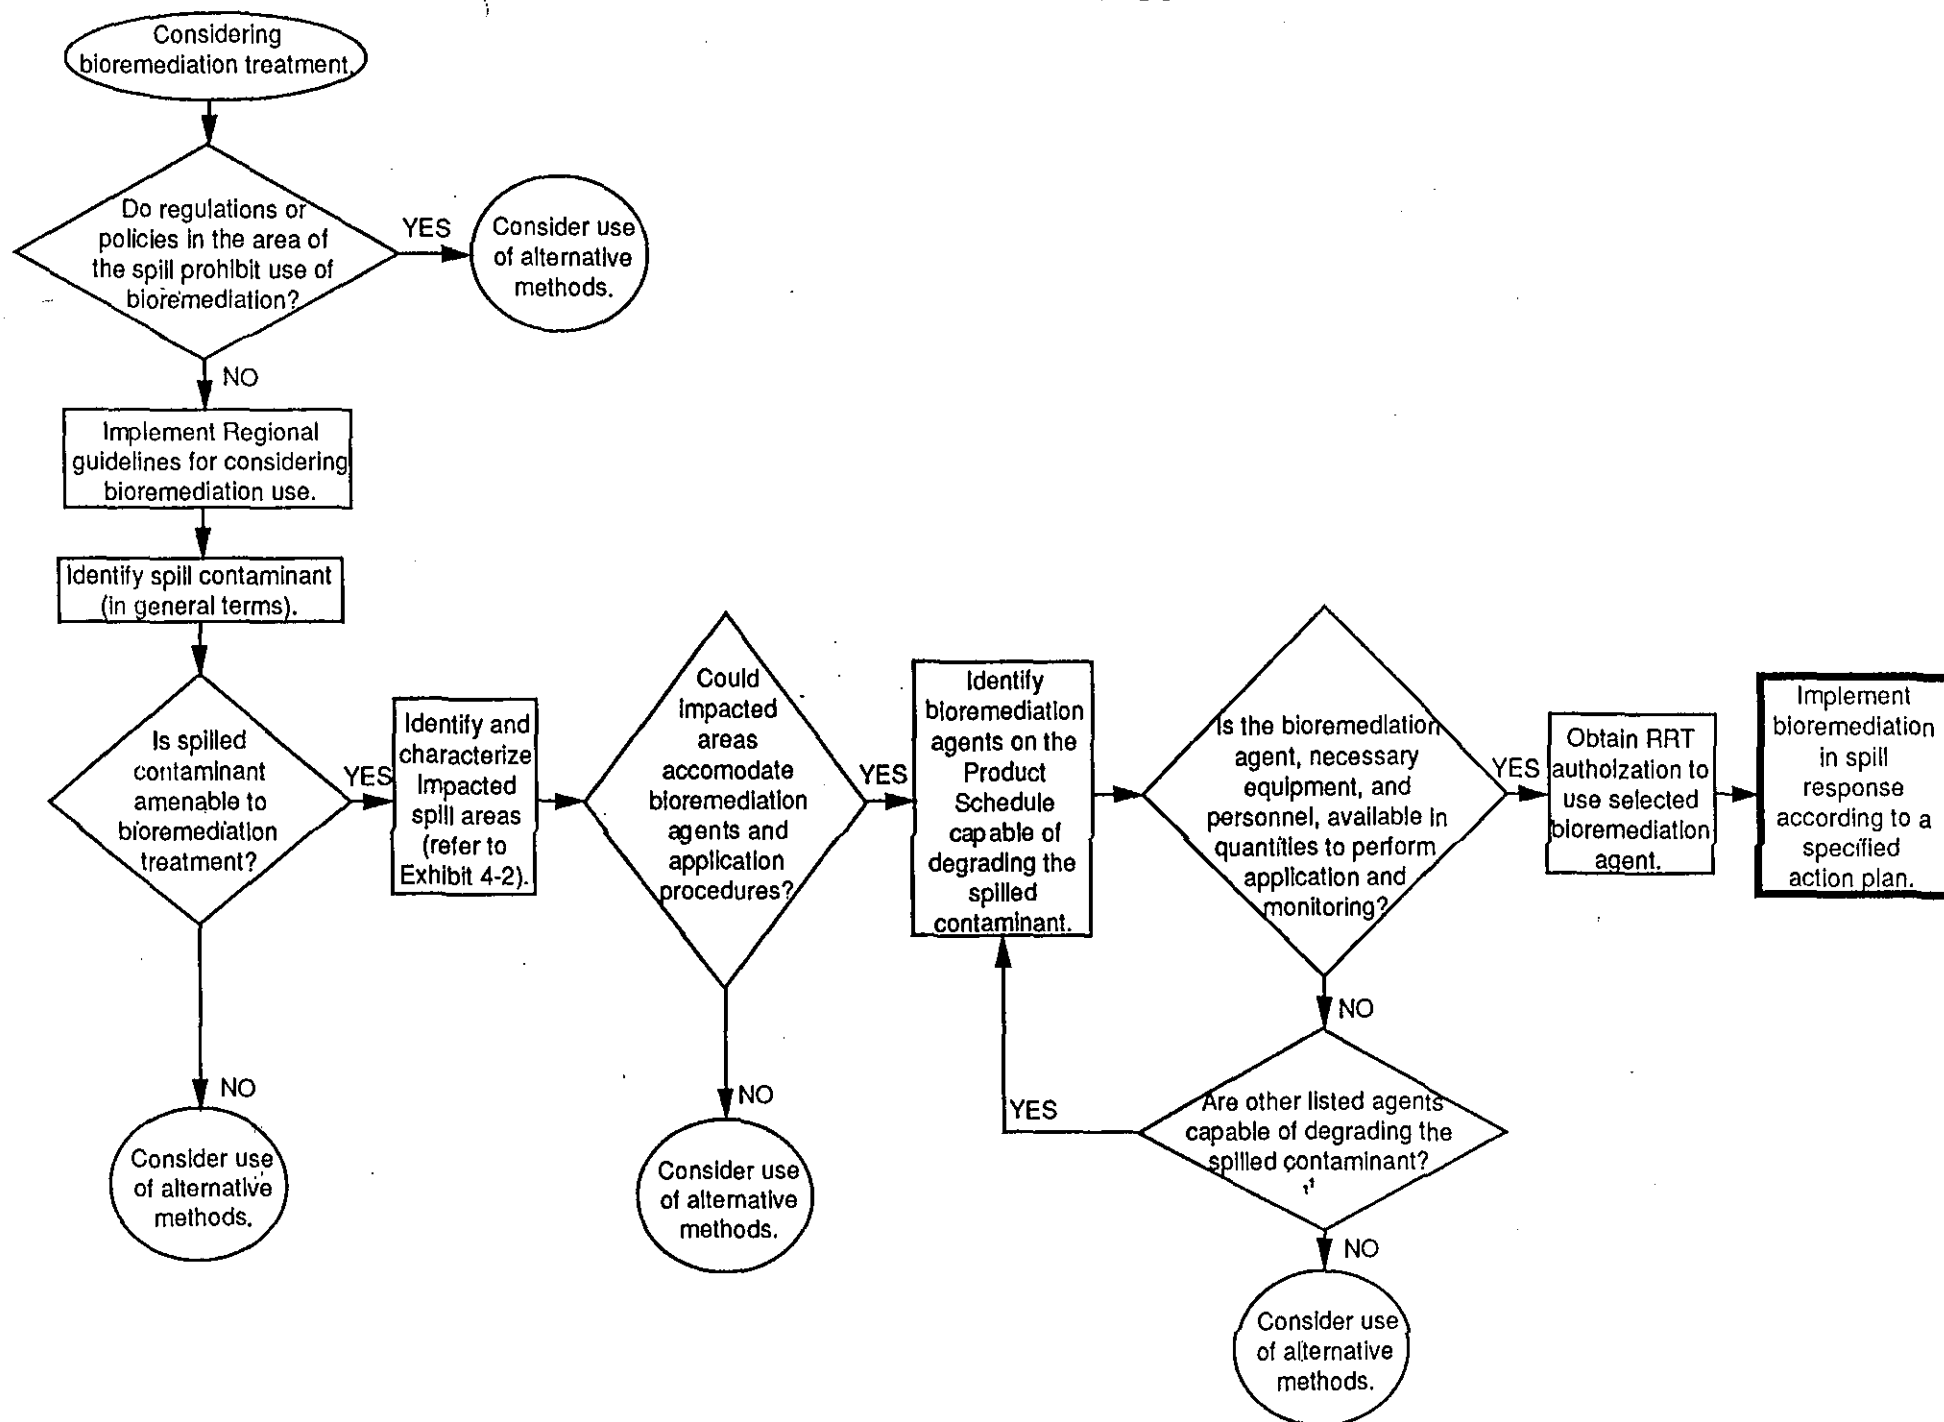 Considering
bioremediation treatment.
Do regulations or
policies in the area of
the spill prohibit use of
bioremediation?
YES
Consider use
of alternative
methods.
NO
Implement Regional
guidelines for considering
bioremediation use.
Identify spill contaminant
(in general terms).
Is spilled
contaminant
amenable to
bioremediation
treatment?
YES
Identify and
characterize
Impacted
spill areas
(refer to
Exhibit 4-2).
Could
impacted
areas
accomodate
bioremediation
agents and
application
procedures?
YES
Identify
bioremediation
agents on the
Product
Schedule
capable of
degrading the
spilled
contaminant.
Is the bioremediation
agent, necessary
equipment, and
personnel, available in
quantities to perform
application and
monitoring?
YES
Obtain RRT
authoIzation to
use selected
bioremediation
agent.
Implement
bioremediation
in spill
response
according to a
specified
action plan.
NO
Are other listed agents
capable of degrading the
spilled contaminant?
YES
NO
Consider use
of alternative
methods.
NO
Consider use
of alternative
methods.
NO
Consider use
of alternative
methods.